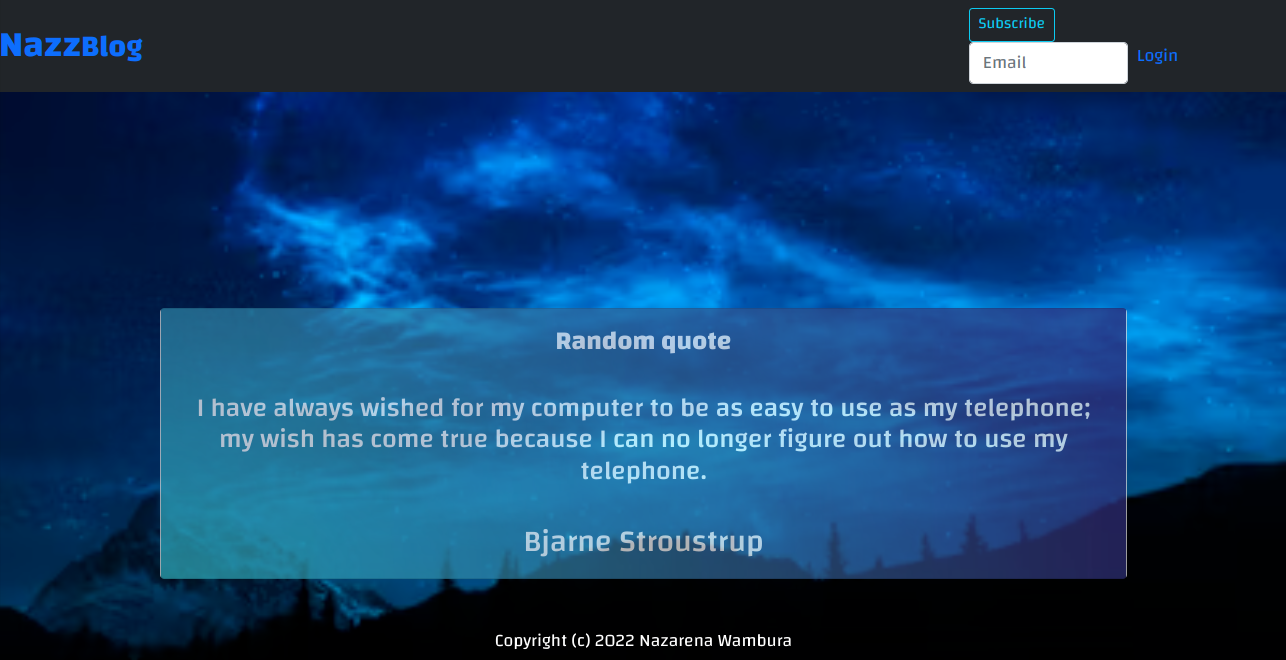 NazzBlog
Subscribe
Email
Login
Random quote
I have always wished for my computer to be as easy to use as my telephone;
my wish has come true because I can no longer figure out how to use my
telephone.
Bjarne Stroustrup
Copyright (c) 2022 Nazarena Wambura